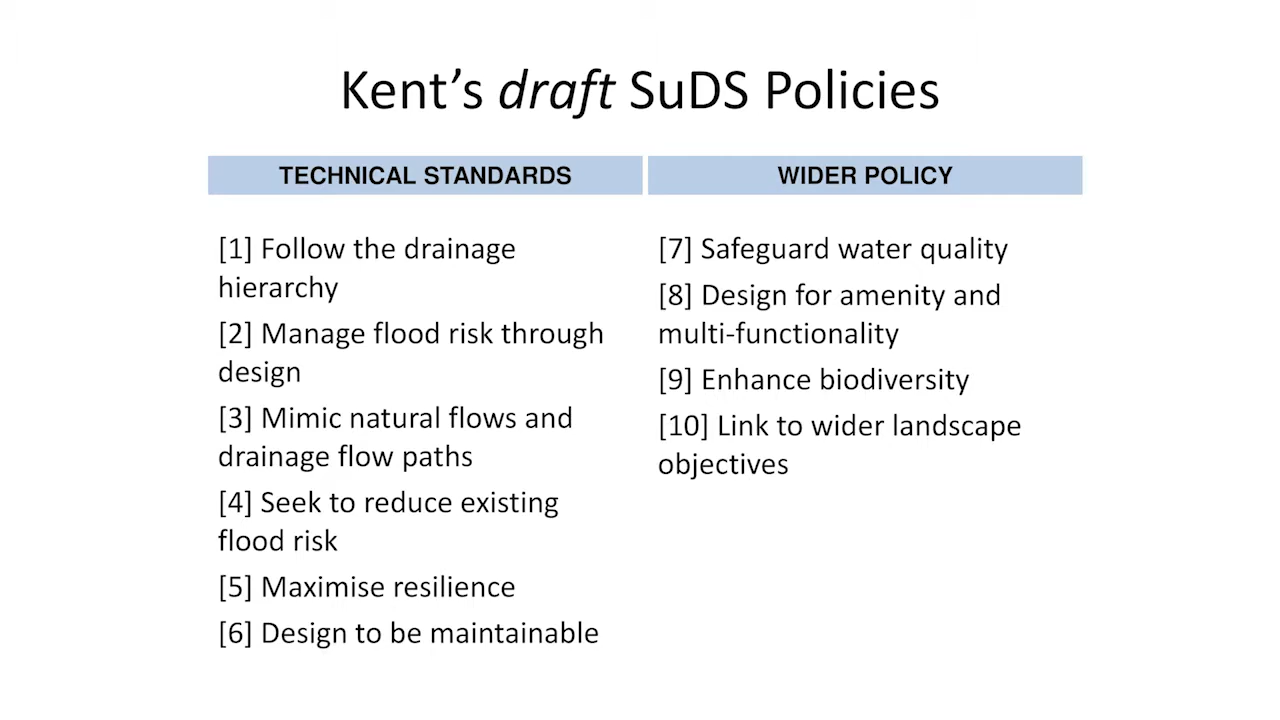 Kent’s draft SuDS Policies
TECHNICAL STANDARDS
[1] Follow the drainage
hierarchy
[2] Manage flood risk through
design
[3] Mimic natural flows and
drainage flow paths
[4] Seek to reduce existing
flood risk
[5] Maximise resilience
[6] Design to be maintainable
WIDER POLICY
[7] Safeguard water quality
[8] Design for amenity and
multi-functionality
[9] Enhance biodiversity
[10] Link to wider landscape
objectives